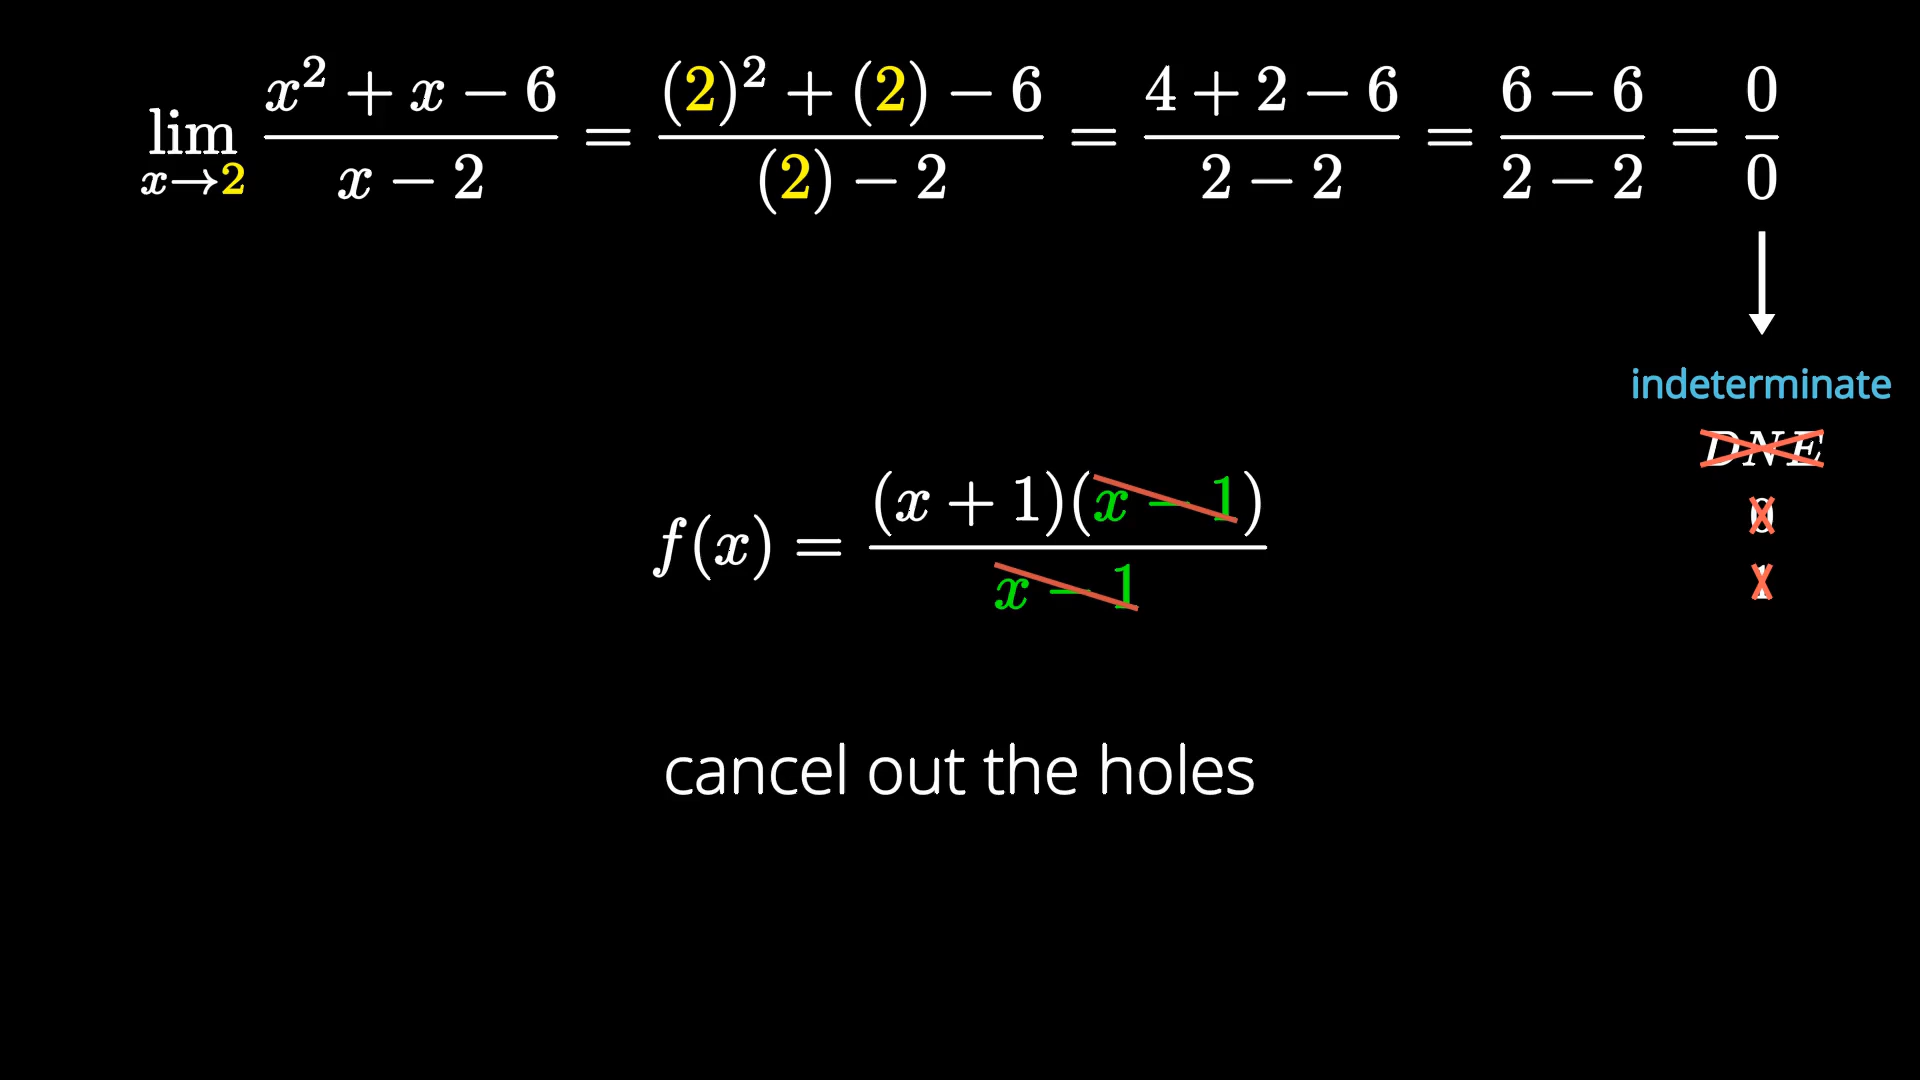 lim x→2 x² + x − 6 / x − 2 = (2)² + (2) − 6 / (2) − 2 = 4 + 2 − 6 / 2 − 2 = 6 − 6 / 2 − 2 = 0 / 0
indeterminate
DNE
0
1
f(x) = (x + 1)(x − 1) / x − 1
cancel out the holes